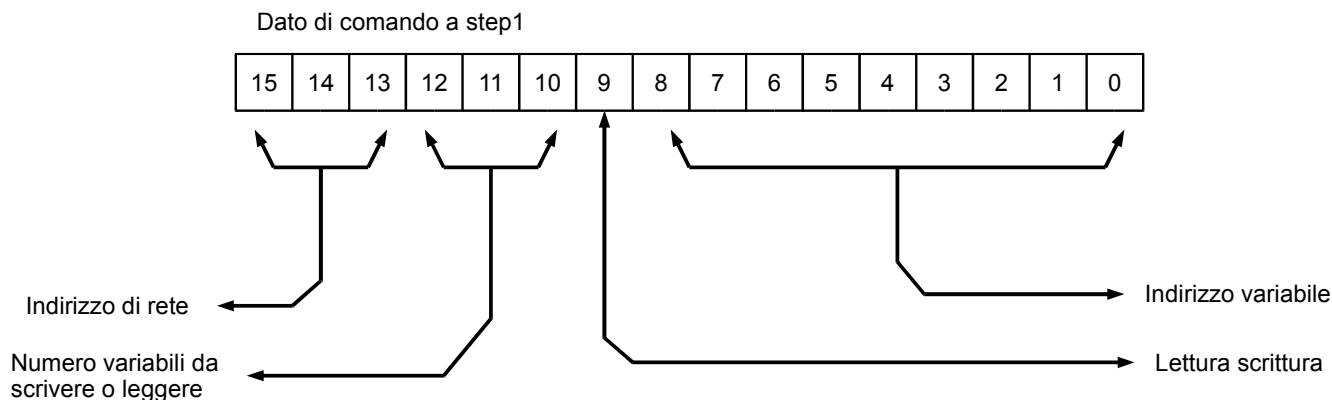 Dato di comando a step1
15 14 13 12 11 10 9 8 7 6 5 4 3 2 1 0
Indirizzo di rete
Indirizzo variabile
Numero variabili da
scrivere o leggere
Lettura scrittura